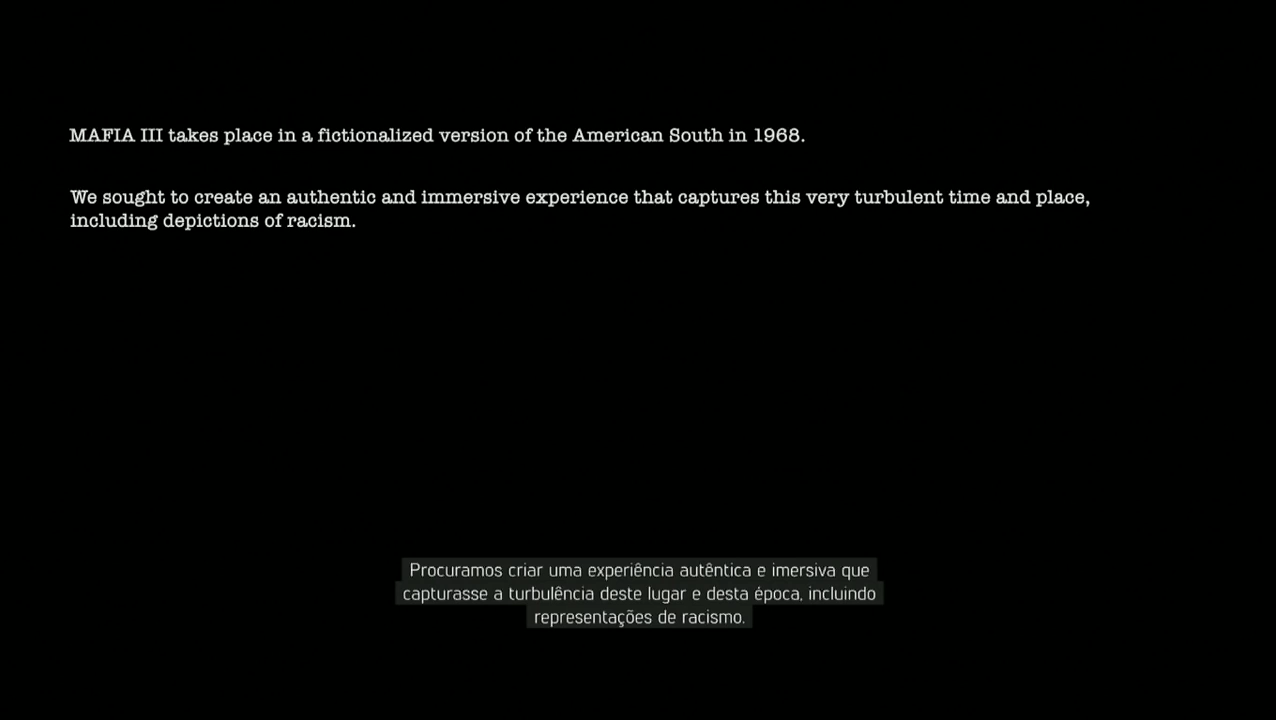 MAFIA III takes place in a fictionalized version of the American South in 1968.
We sought to create an authentic and immersive experience that captures this very turbulent time and place,
including depictions of racism.
Procuramos criar uma experiência autêntica e imersiva que
capturasse a turbulência deste lugar e desta época, incluindo
representações de racismo.